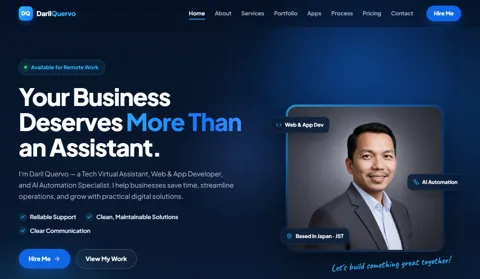 DQ DarilQuervo
Home About Services Portfolio Apps Process Pricing Contact Hire Me
Available for Remote Work
Your Business
Deserves More Than
an Assistant.
I'm Daril Quervo — a Tech Virtual Assistant, Web & App Developer,
and AI Automation Specialist. I help businesses save time, streamline
operations, and grow with practical digital solutions.
Reliable Support Clean, Maintainable Solutions
Clear Communication
Hire Me → View My Work
<> Web & App Dev
AI Automation
Based in Japan · JST
Let's build something great together!